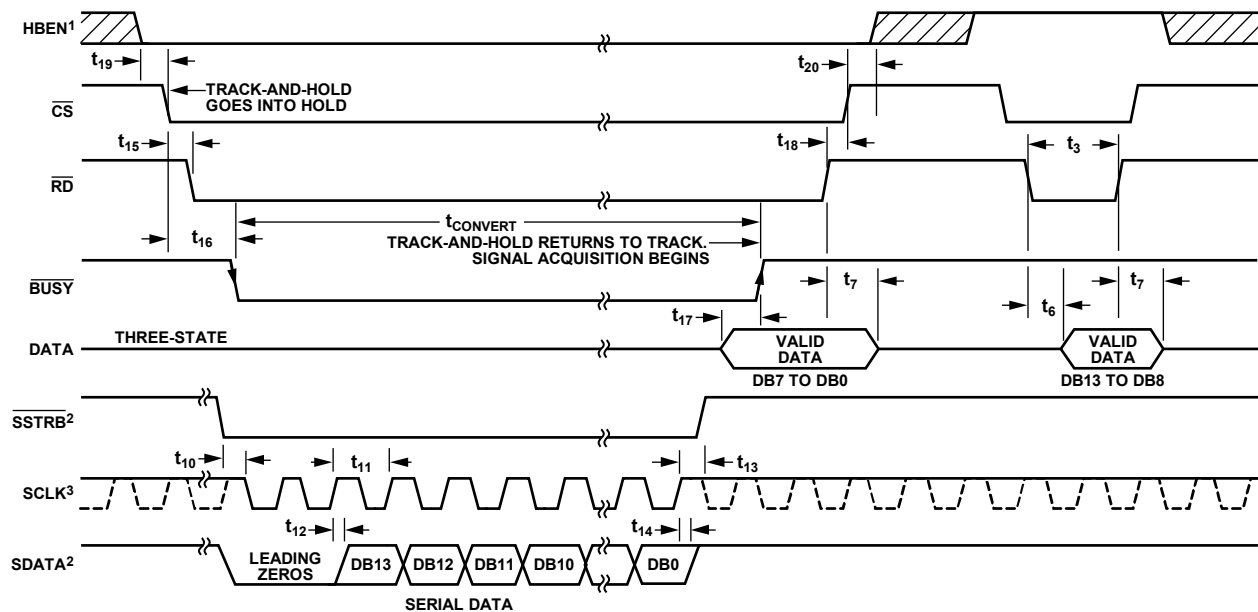 HBEN¹
t₁₉
t₂₀
TRACK-AND-HOLD
GOES INTO HOLD
CS
t₁₅
t₁₈
t₃
RD
tCONVERT
t₁₆
TRACK-AND-HOLD RETURNS TO TRACK.
SIGNAL ACQUISITION BEGINS
BUSY
t₇
t₇
t₆
t₁₇
THREE-STATE
DATA
VALID
DATA
VALID
DATA
DB7 TO DB0
DB13 TO DB8
SSTRB²
t₁₀
t₁₁
t₁₃
SCLK³
t₁₂
t₁₄
SDATA²
LEADING
ZEROS
DB13
DB12
DB11
DB10
DB0
SERIAL DATA